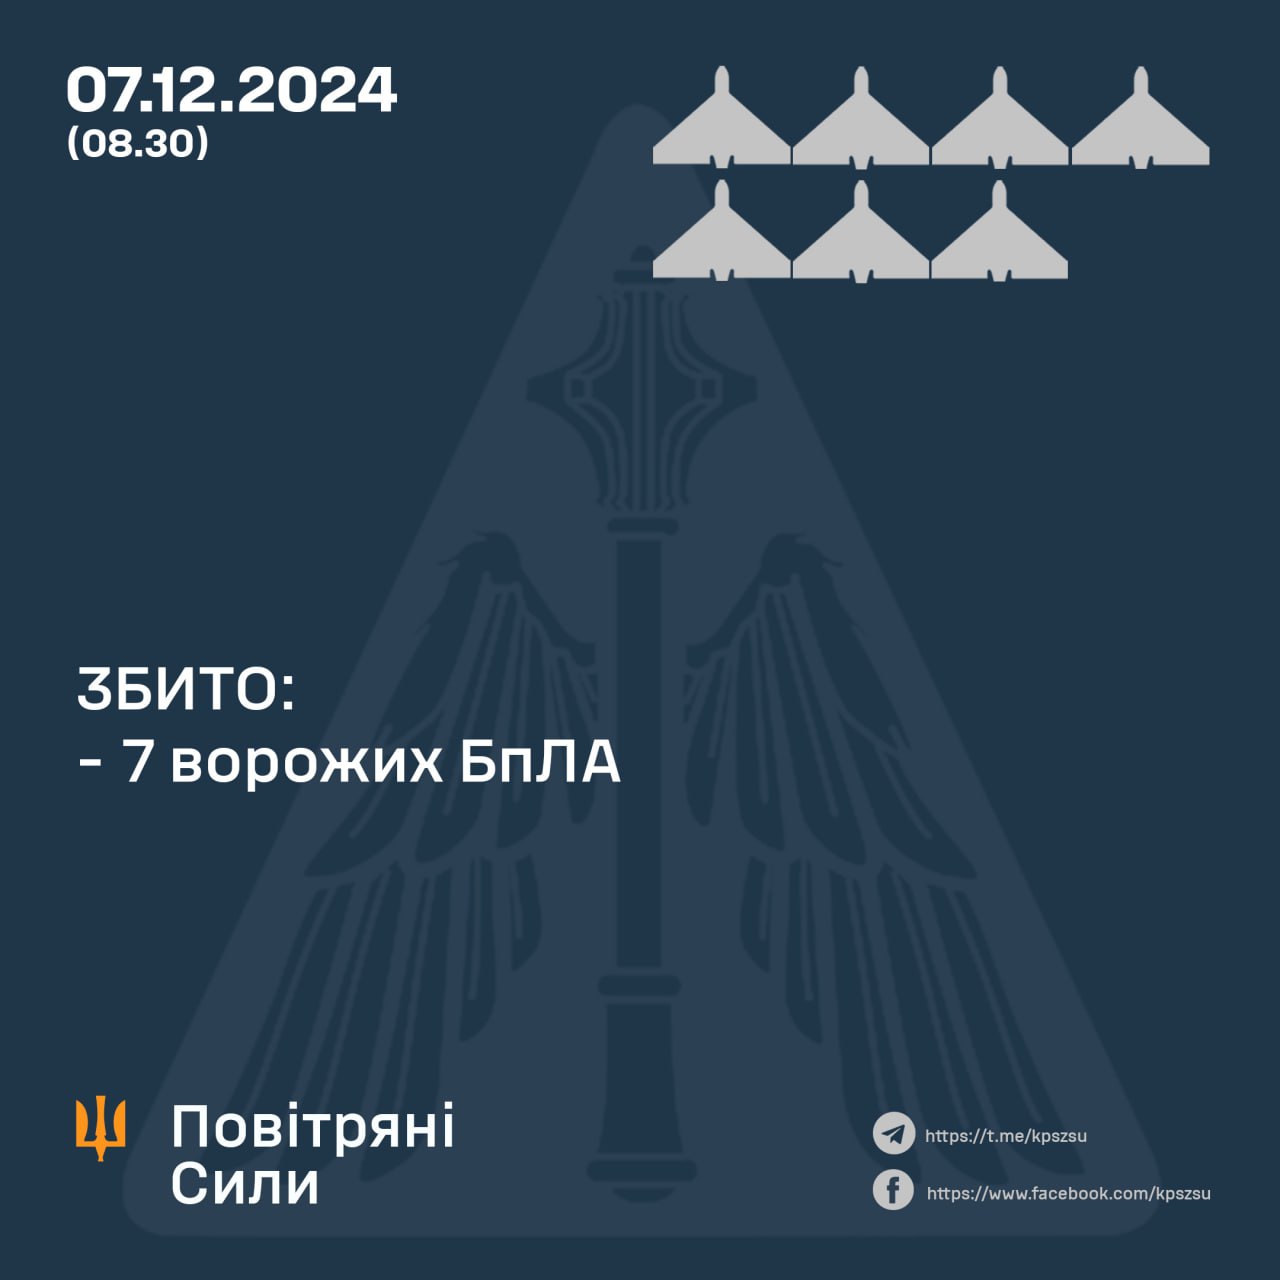 07.12.2024
(08.30)
ЗБИТО:
- 7 ворожих БпЛА
Повітряні
Сили
https://t.me/kpszsu
https://www.facebook.com/kpszsu